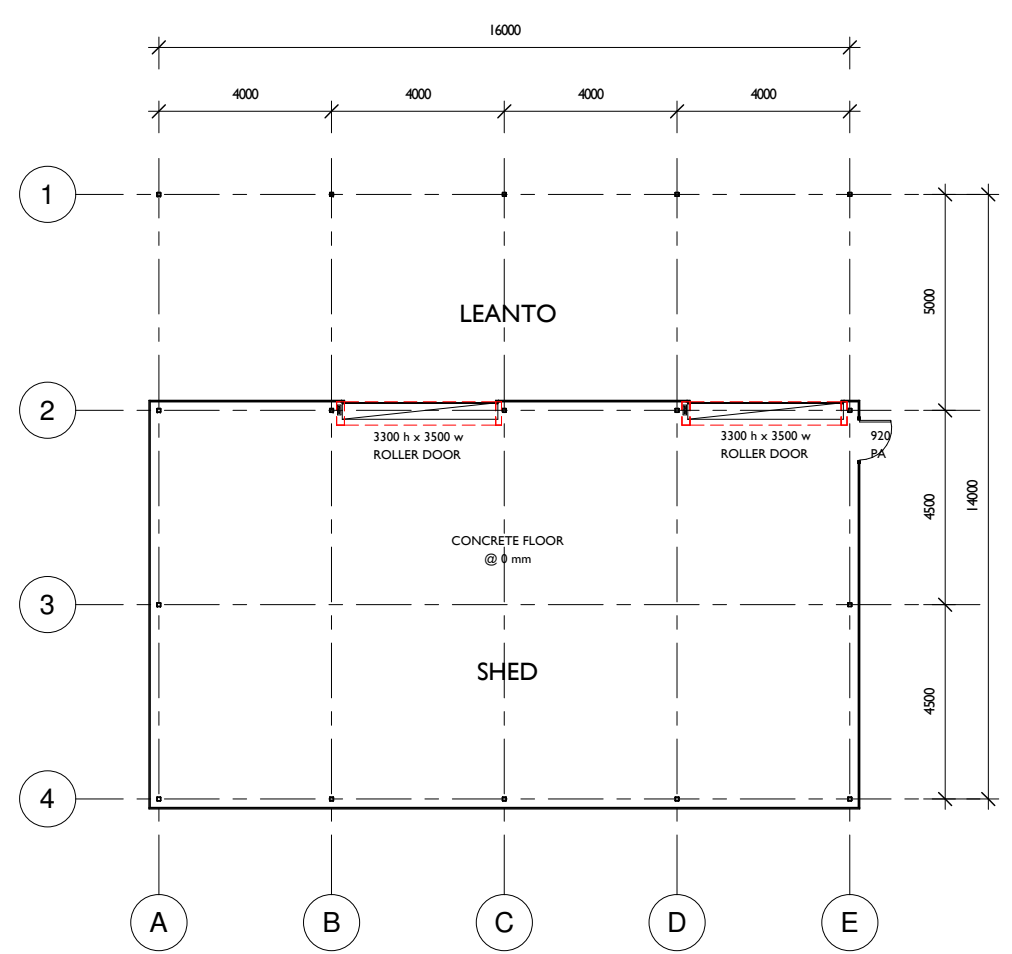 16000
4000 4000 4000 4000
1
5000
LEANTO
2
3300 h x 3500 w
ROLLER DOOR
3300 h x 3500 w
ROLLER DOOR
920
PA
4500
14000
CONCRETE FLOOR
@ 0 mm
3
SHED
4500
4
A B C D E